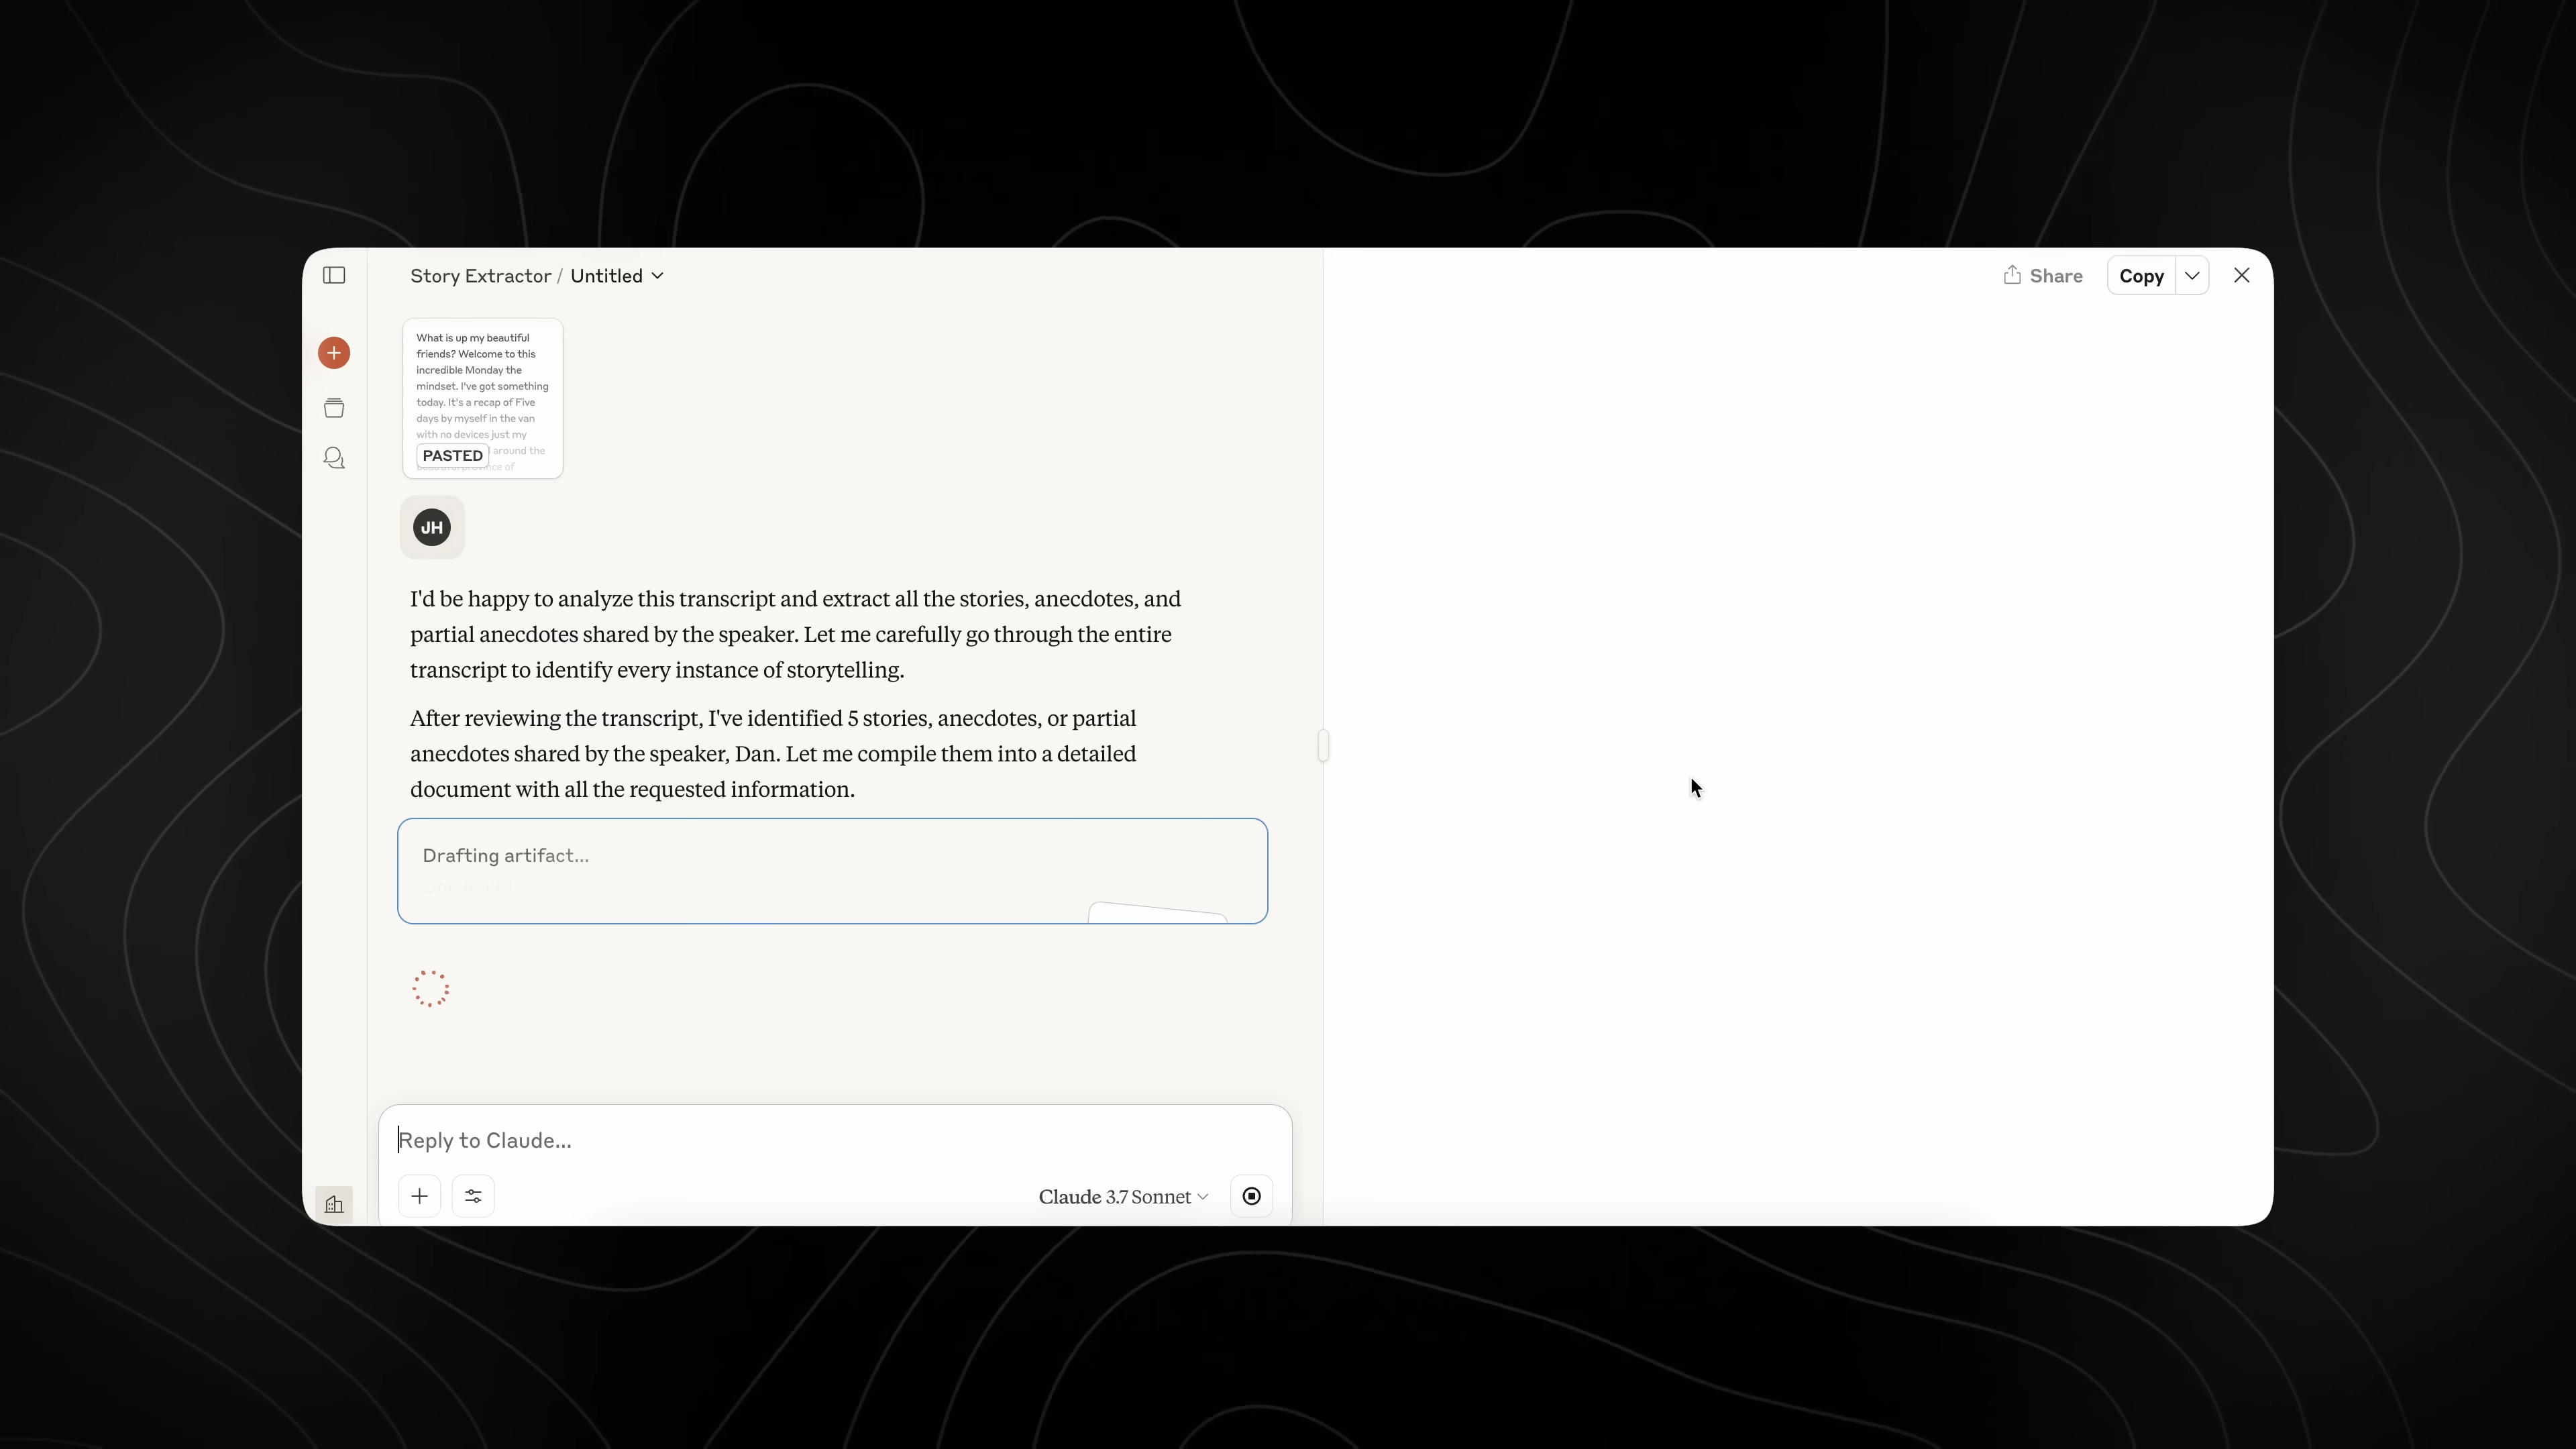 Story Extractor / Untitled
Share
Copy
What is up my beautiful
friends? Welcome to this
incredible Monday the
mindset. I've got something
today. It's a recap of Five
days by myself in the van
with no devices just my
around the
PASTED
of
JH
I'd be happy to analyze this transcript and extract all the stories, anecdotes, and
partial anecdotes shared by the speaker. Let me carefully go through the entire
transcript to identify every instance of storytelling.
After reviewing the transcript, I've identified 5 stories, anecdotes, or partial
anecdotes shared by the speaker, Dan. Let me compile them into a detailed
document with all the requested information.
Drafting artifact...
Reply to Claude...
Claude 3.7 Sonnet